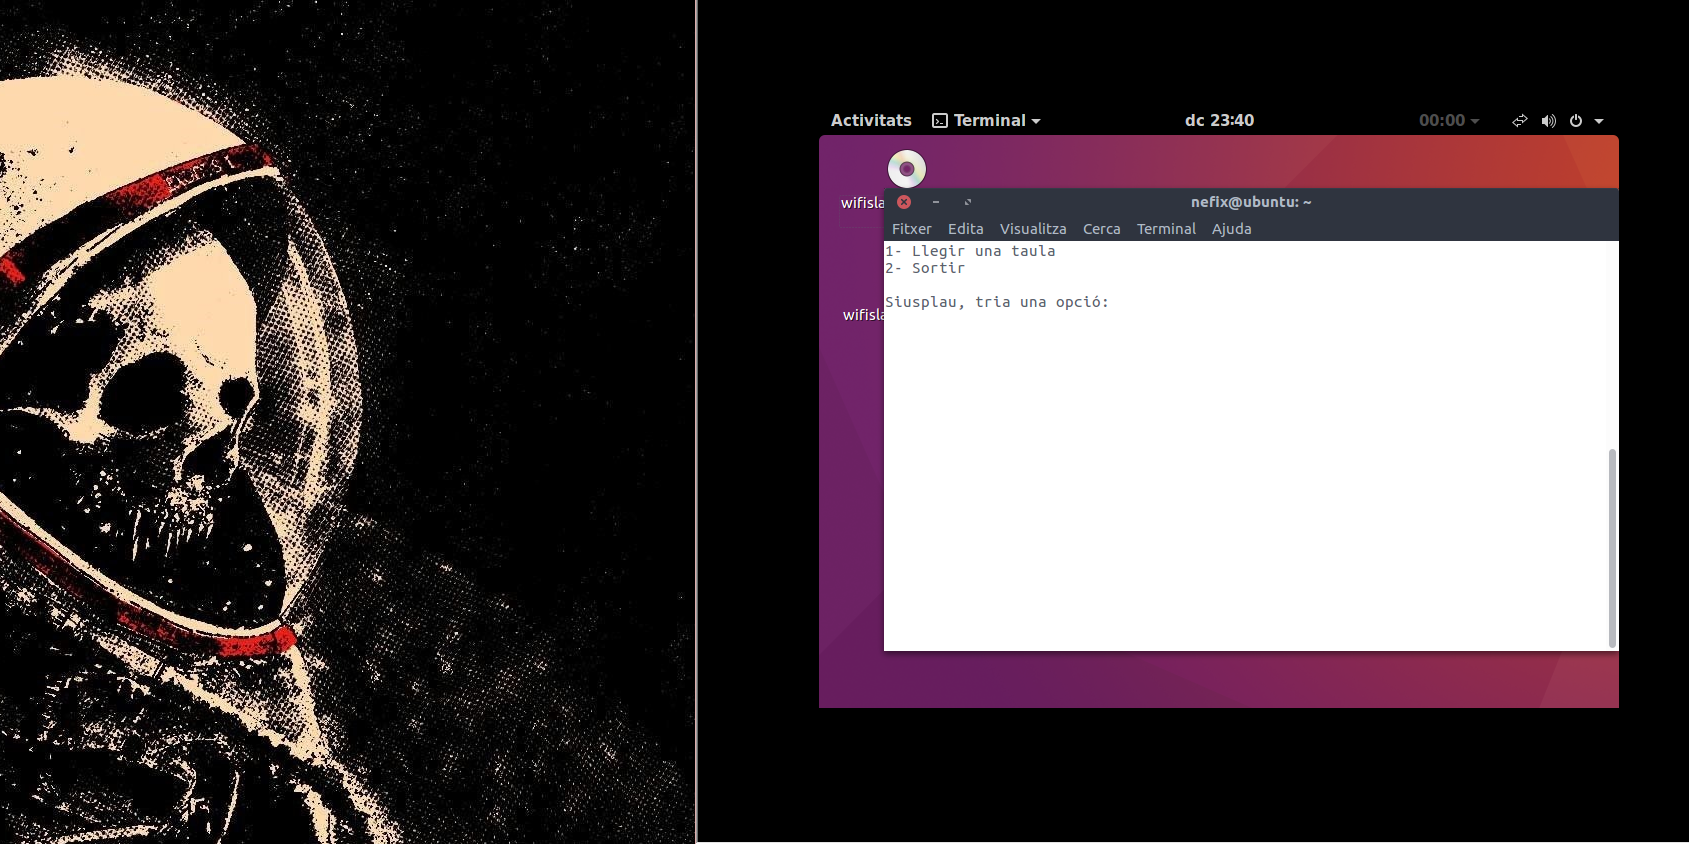 Activitats Terminal dc 23:40 00:00
wifisla
nefix@ubuntu: ~
Fitxer Edita Visualitza Cerca Terminal Ajuda
1- Llegir una taula
2- Sortir
Siusplau, tria una opció:
wifisla